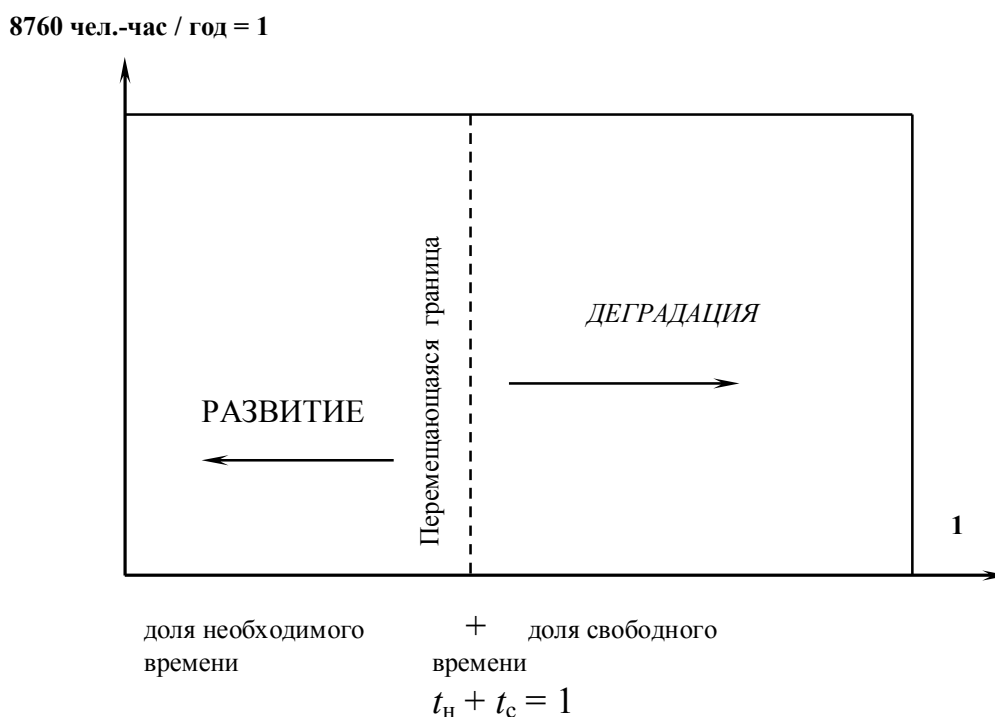 8760 чел.-час / год = 1
ДЕГРАДАЦИЯ
Перемещающаяся граница
РАЗВИТИЕ
1
доля необходимого + доля свободного
времени времени
tн + tс = 1